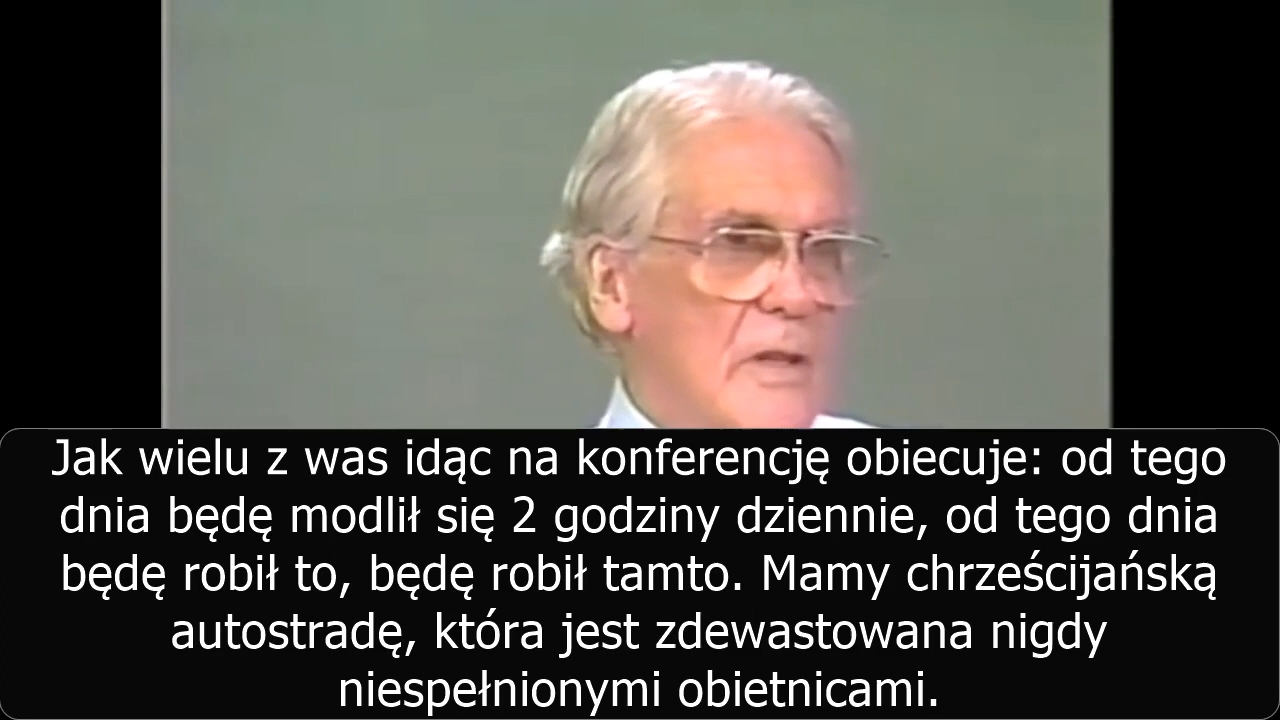 Jak wielu z was idąc na konferencję obiecuje: od tego
dnia będę modlił się 2 godziny dziennie, od tego dnia
będę robił to, będę robił tamto. Mamy chrześcijańską
autostradę, która jest zdewastowana nigdy
niespełnionymi obietnicami.